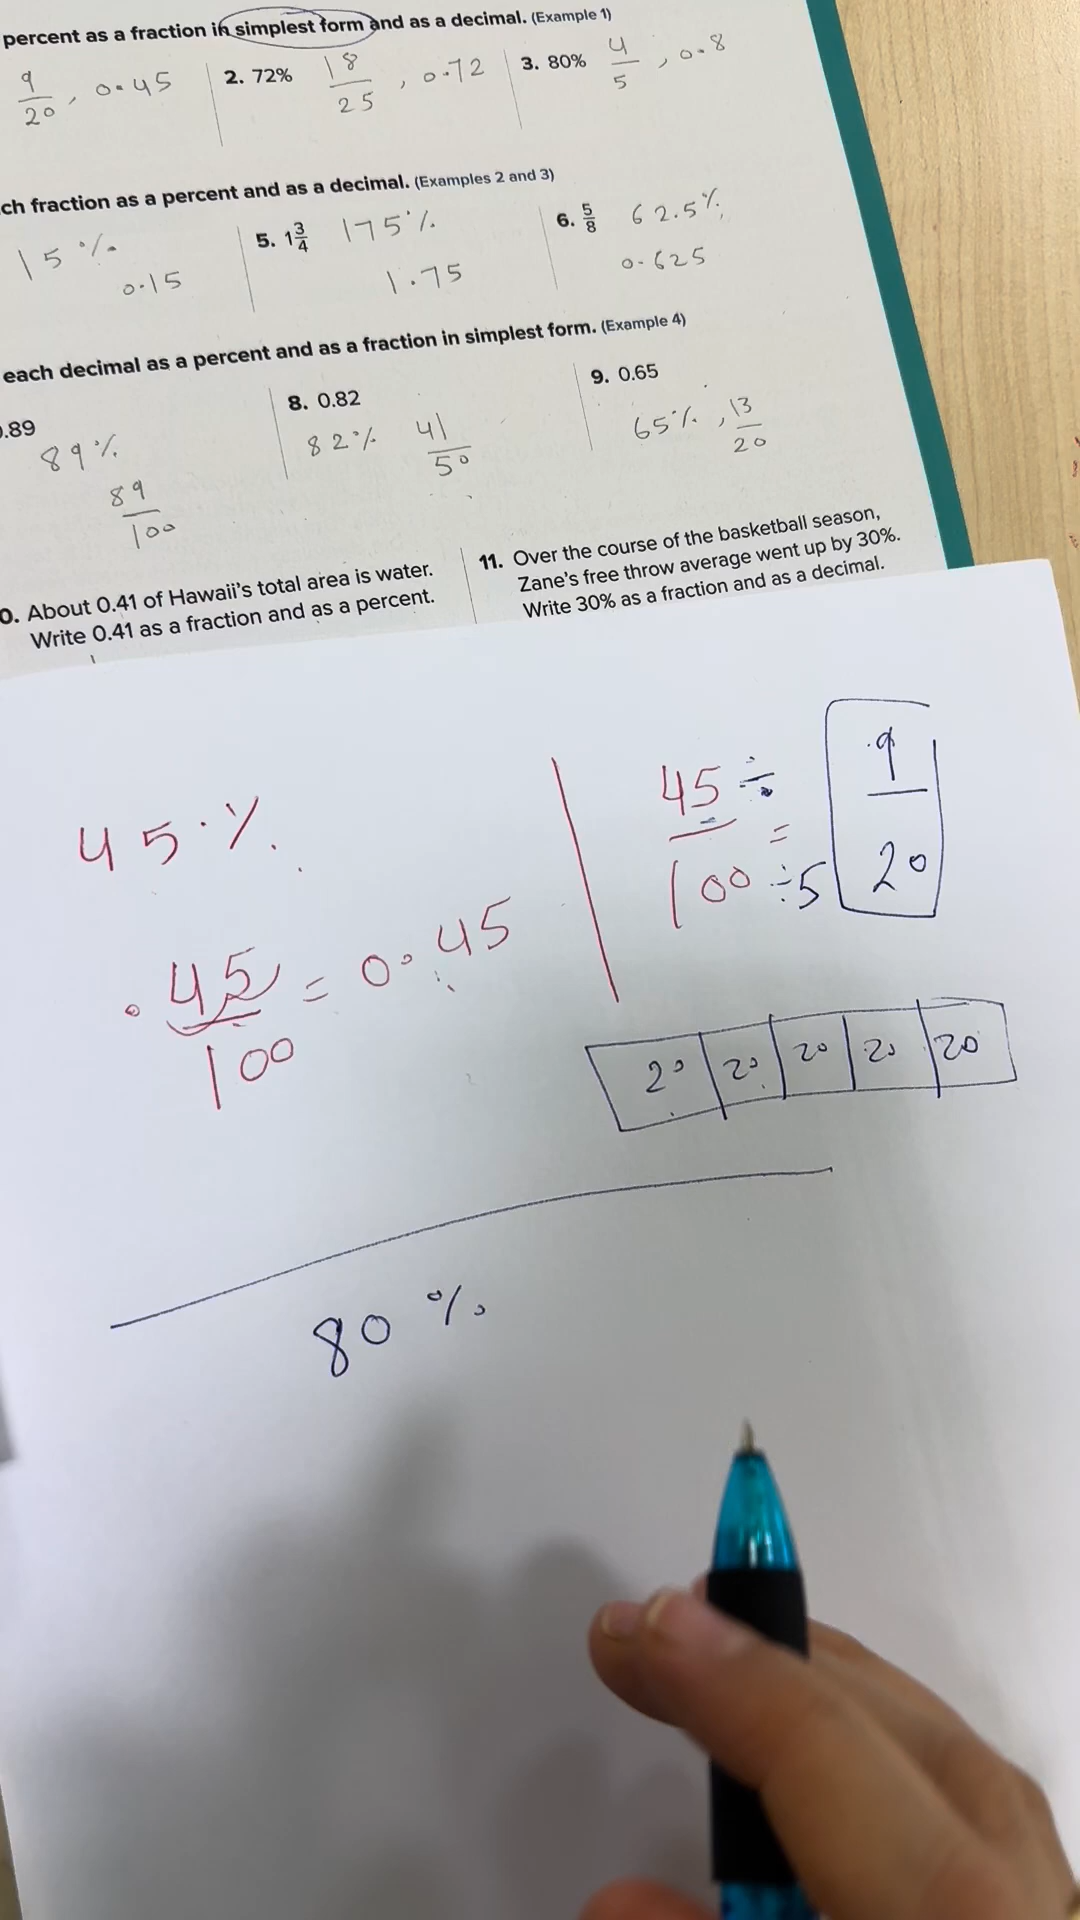 percent as a fraction in simplest form and as a decimal. (Example 1)
9/20, 0.45
2. 72% 18/25, 0.72
3. 80% 4/5, 0.8
ch fraction as a percent and as a decimal. (Examples 2 and 3)
15%
0.15
5. 1 3/4 175%
1.75
6. 5/8 62.5%
0.625
each decimal as a percent and as a fraction in simplest form. (Example 4)
.89
89%
89/100
8. 0.82
82% 41/50
9. 0.65
65%, 13/20
0. About 0.41 of Hawaii's total area is water.
Write 0.41 as a fraction and as a percent.
11. Over the course of the basketball season,
Zane's free throw average went up by 30%.
Write 30% as a fraction and as a decimal.
45%
.45/100 = 0.45
45 ÷
100 ÷5
= 9/20
20 20 20 20 20
80%